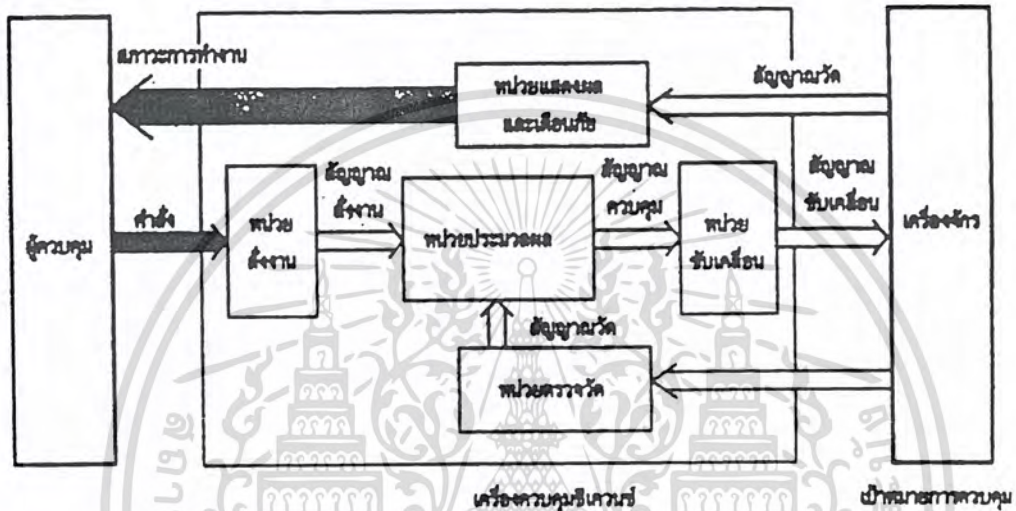 สภาวะการทำงาน
หน่วยแสดงผล
และเตือนภัย
สัญญาณวัด
ผู้ควบคุม
คำสั่ง
หน่วย
สั่งงาน
สัญญาณ
สั่งงาน
หน่วยประมวลผล
สัญญาณ
ควบคุม
หน่วย
ขับเคลื่อน
สัญญาณ
ขับเคลื่อน
เครื่องจักร
สัญญาณวัด
หน่วยตรวจวัด
เครื่องควบคุมซีเควนซ์
เป้าหมายการควบคุม